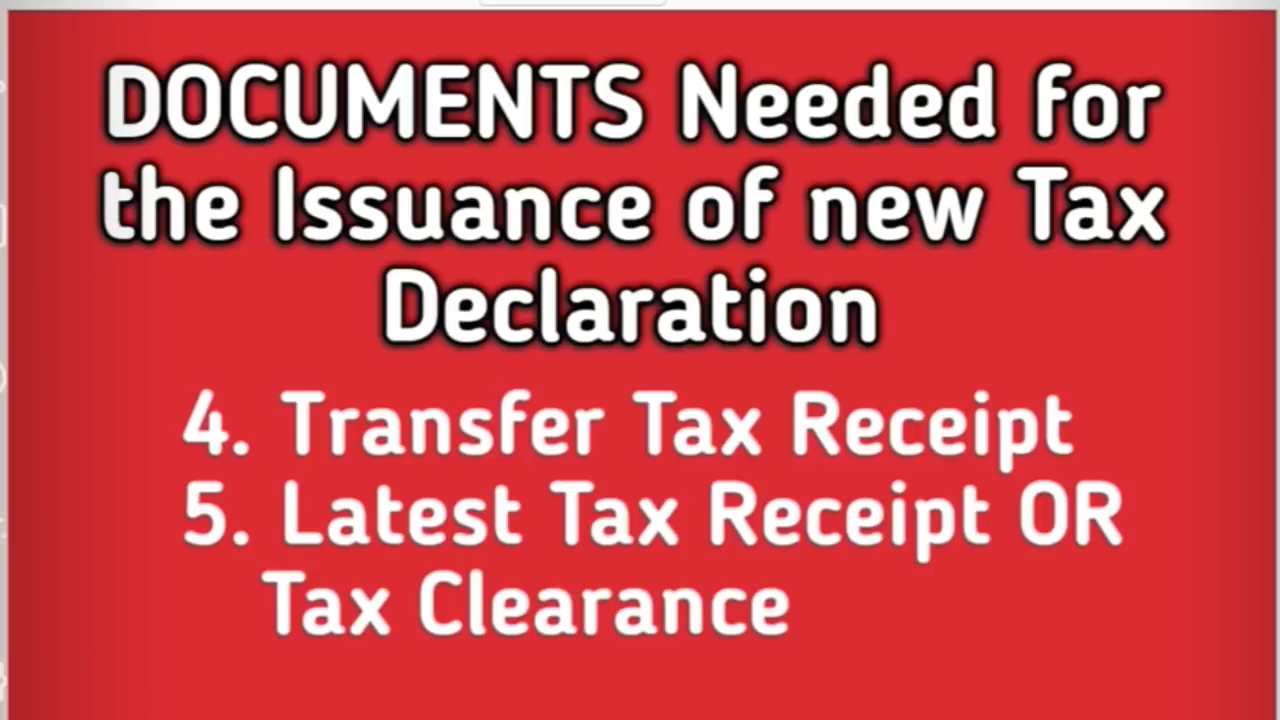 DOCUMENTS Needed for
the Issuance of new Tax
Declaration
4. Transfer Tax Receipt
5. Latest Tax Receipt OR
Tax Clearance